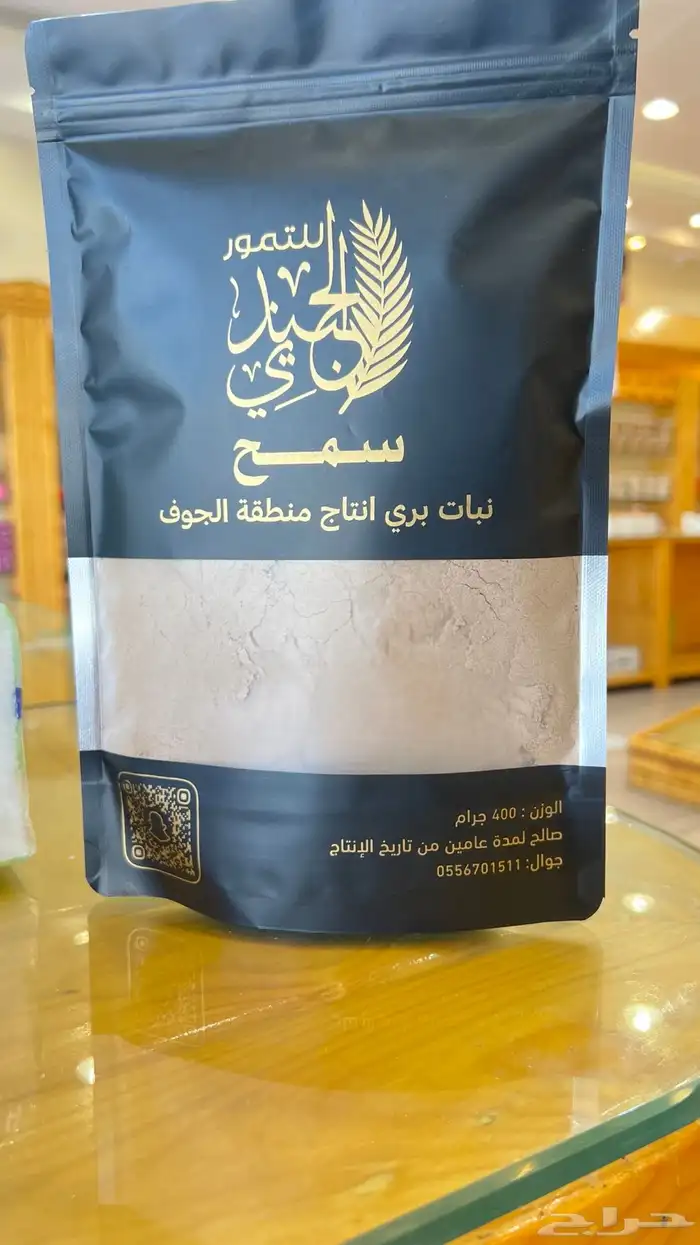 للتمور
سمح
نبات بري انتاج منطقة الجوف
الوزن : 400 جرام
صالح لمدة عامين من تاريخ الإنتاج
جوال: 0556701511
حراج